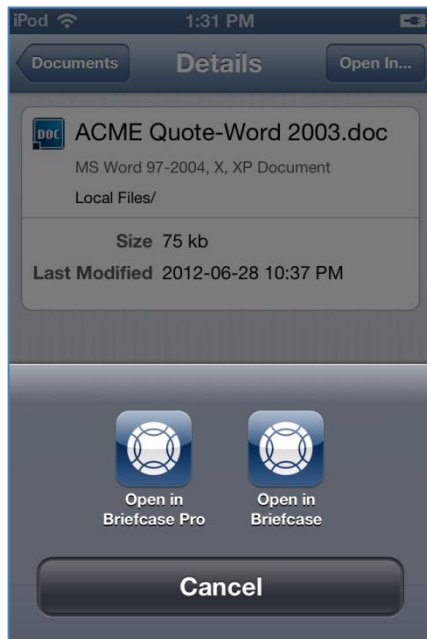 iPod 1:31 PM
Documents Details Open In...
DOC ACME Quote-Word 2003.doc
MS Word 97-2004, X, XP Document
Local Files/
Size 75 kb
Last Modified 2012-06-28 10:37 PM
Open in Briefcase Pro
Open in Briefcase
Cancel